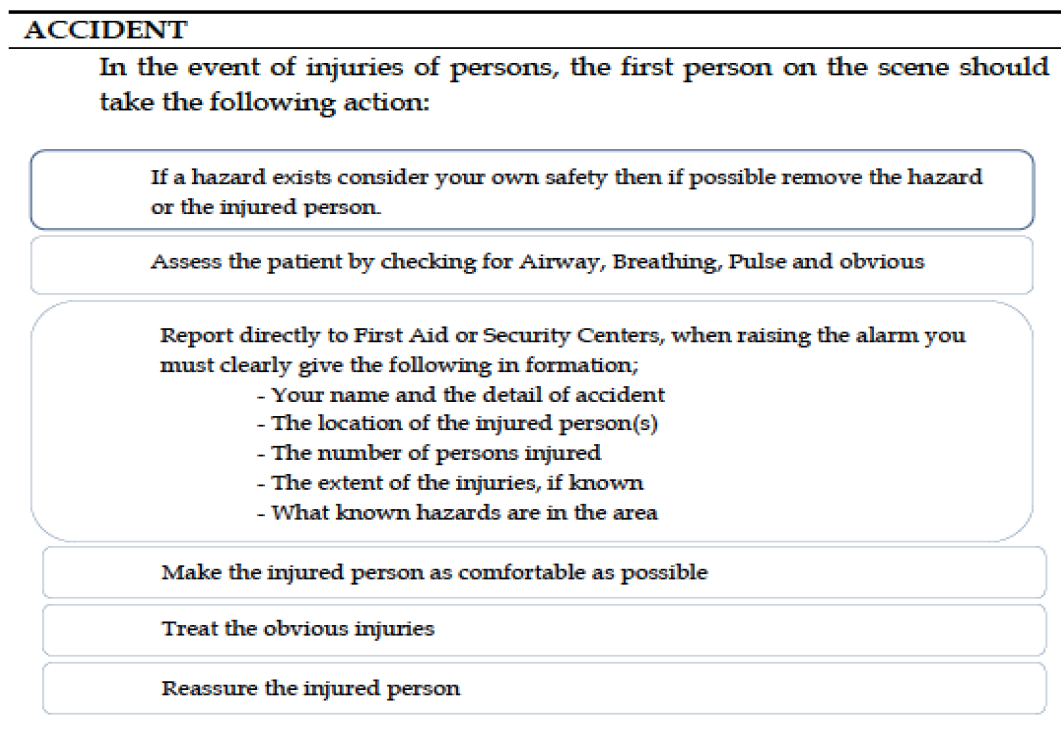 ACCIDENT
In the event of injuries of persons, the first person on the scene should
take the following action:
If a hazard exists consider your own safety then if possible remove the hazard
or the injured person.
Assess the patient by checking for Airway, Breathing, Pulse and obvious
Report directly to First Aid or Security Centers, when raising the alarm you
must clearly give the following in formation;
- Your name and the detail of accident
- The location of the injured person(s)
- The number of persons injured
- The extent of the injuries, if known
- What known hazards are in the area
Make the injured person as comfortable as possible
Treat the obvious injuries
Reassure the injured person